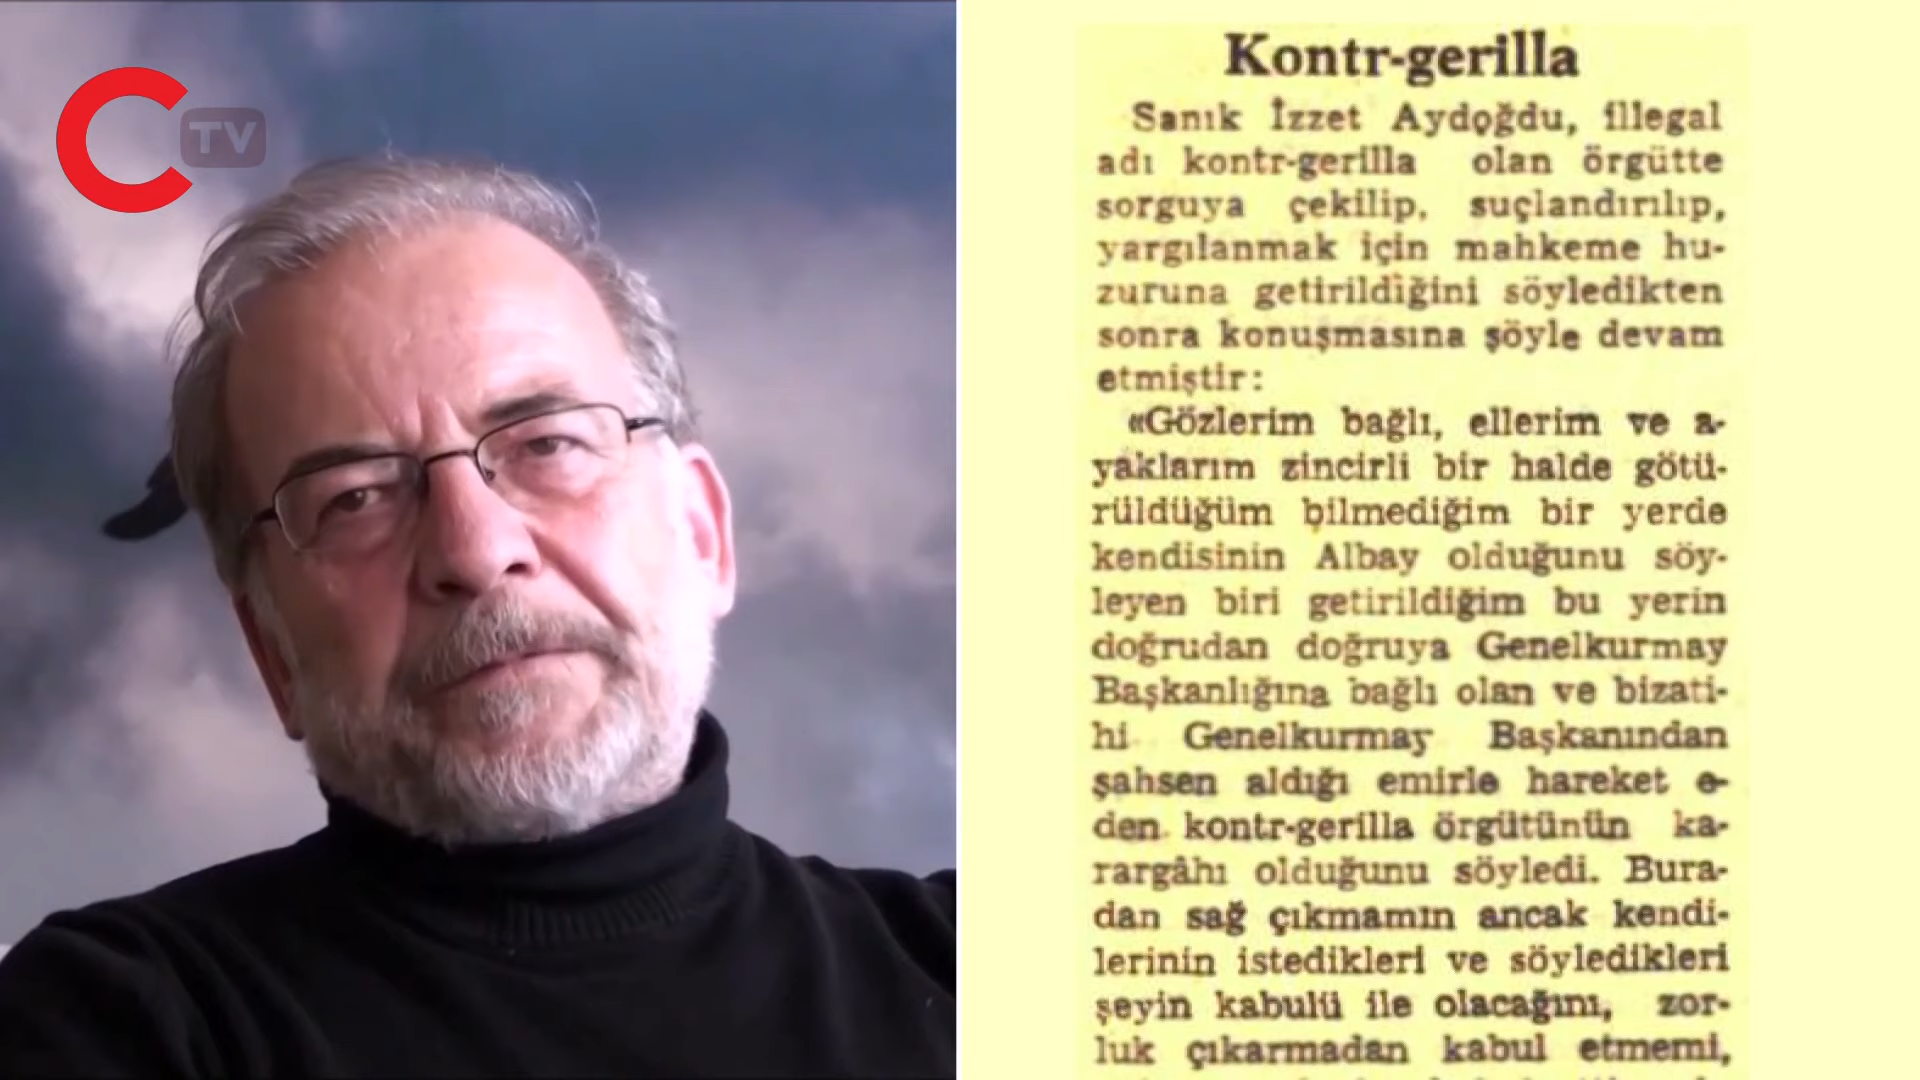 C TV
Kontr-gerilla
Sanık İzzet Aydoğdu, illegal
adı kontr-gerilla olan örgütte
sorguya çekilip, suçlandırılıp,
yargılanmak için mahkeme hu-
zuruna getirildiğini söyledikten
sonra konuşmasına şöyle devam
etmiştir:
«Gözlerim bağlı, ellerim ve a-
yaklarım zincirli bir halde götü-
rüldüğüm bilmediğim bir yerde
kendisinin Albay olduğunu söy-
leyen biri getirildiğim bu yerin
doğrudan doğruya Genelkurmay
Başkanlığına bağlı olan ve bizati-
hi Genelkurmay Başkanından
şahsen aldığı emirle hareket e-
den kontr-gerilla örgütünün ka-
rargâhı olduğunu söyledi. Bura-
dan sağ çıkmamın ancak kendi-
lerinin istedikleri ve söyledikleri
şeyin kabulü ile olacağını, zor-
luk çıkarmadan kabul etmemi,